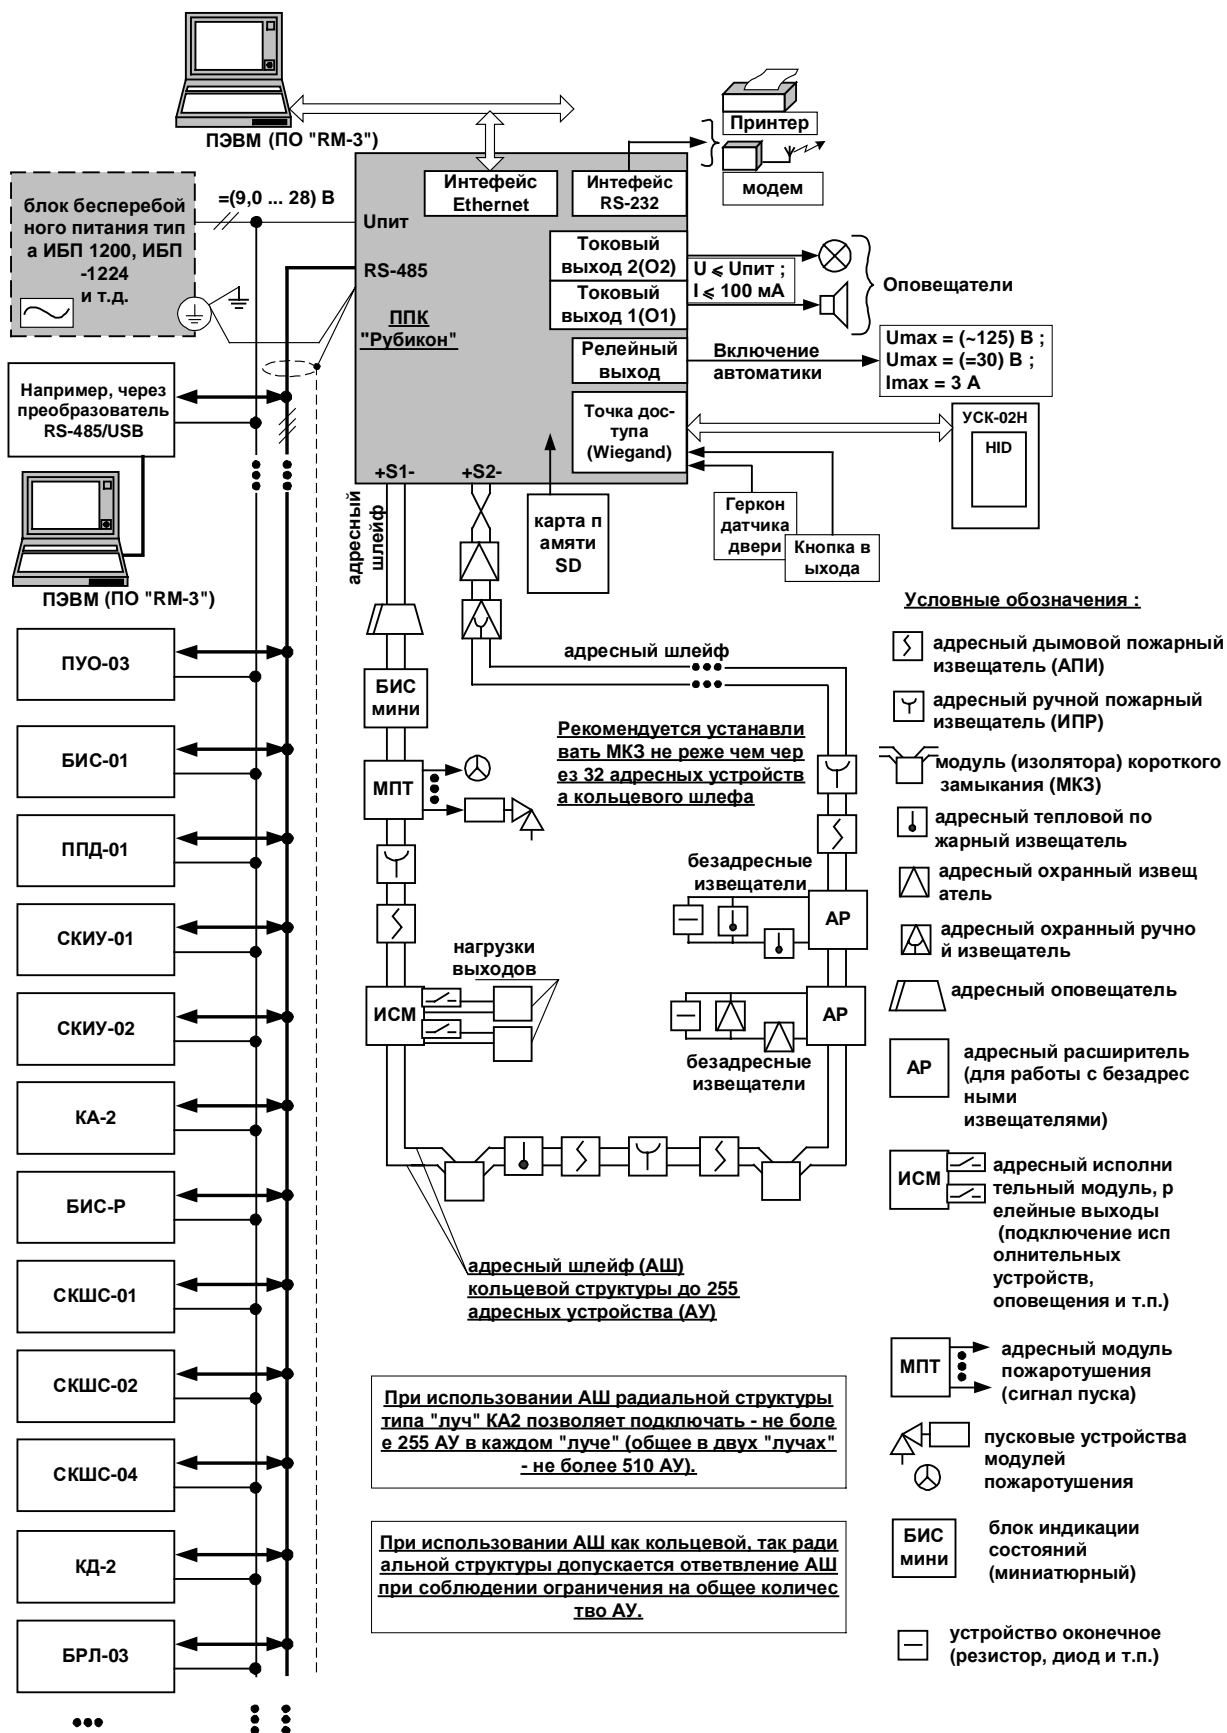 ПЭВМ (ПО "RM-3")
Принтер
модем
блок бесперебой
ного питания тип
а ИБП 1200, ИБП
-1224
и т.д.
=(9,0 ... 28) В
Uпит
RS-485
ППК
"Рубикон"
Интефейс
Ethernet
Интефейс
RS-232
Токовый
выход 2(О2)
Токовый
выход 1(О1)
U ⩽ Uпит ;
I ⩽ 100 мА
Оповещатели
Релейный
выход
Включение
автоматики
Umax = (~125) В ;
Umax = (=30) В ;
Imax = 3 А
Точка дос-
тупа
(Wiegand)
УСК-02Н
HID
Например, через
преобразователь
RS-485/USB
+S1-
+S2-
адресный
шлейф
карта п
амяти
SD
Геркон
датчика
двери
Кнопка в
ыхода
ПЭВМ (ПО "RM-3")
ПУО-03
БИС-01
ППД-01
СКИУ-01
СКИУ-02
КА-2
БИС-Р
СКШС-01
СКШС-02
СКШС-04
КД-2
БРЛ-03
БИС
мини
МПТ
ИСМ
нагрузки
выходов
адресный шлейф
Рекомендуется устанавли
вать МКЗ не реже чем чер
ез 32 адресных устройств
а кольцевого шлефа
безадресные
извещатели
АР
АР
безадресные
извещатели
адресный шлейф (АШ)
кольцевой структуры до 255
адресных устройства (АУ)
При использовании АШ радиальной структуры
типа "луч" КА2 позволяет подключать - не боле
е 255 АУ в каждом "луче" (общее в двух "лучах"
- не более 510 АУ).
При использовании АШ как кольцевой, так ради
альной структуры допускается ответвление АШ
при соблюдении ограничения на общее количес
тво АУ.
Условные обозначения :
адресный дымовой пожарный
извещатель (АПИ)
адресный ручной пожарный
извещатель (ИПР)
модуль (изолятора) короткого
замыкания (МКЗ)
адресный тепловой по
жарный извещатель
адресный охранный извещ
атель
адресный охранный ручно
й извещатель
адресный оповещатель
АР
адресный расширитель
(для работы с безадрес
ными
извещателями)
ИСМ
адресный исполни
тельный модуль, р
елейные выходы
(подключение исп
олнительных
устройств,
оповещения и т.п.)
МПТ
адресный модуль
пожаротушения
(сигнал пуска)
пусковые устройства
модулей
пожаротушения
БИС
мини
блок индикации
состояний
(миниатюрный)
устройство оконечное
(резистор, диод и т.п.)